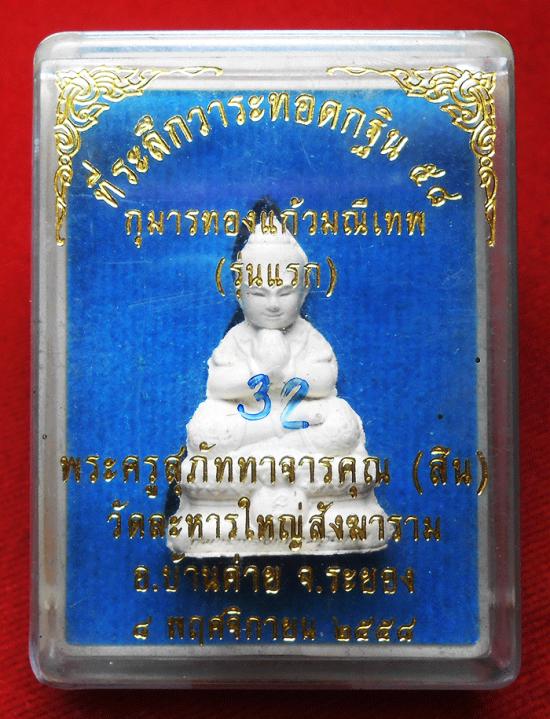 ที่ระลึกวาระทอดกฐิน ๕๔
กุมารทองแก้วมณีเทพ
(รุ่นแรก)
32
พระครูสุภัททาจารคุณ (สิน)
วัดละหารใหญ่สังฆาราม
อ.บ้านค่าย จ.ระยอง
๔ พฤศจิกายน ๒๕๕๔